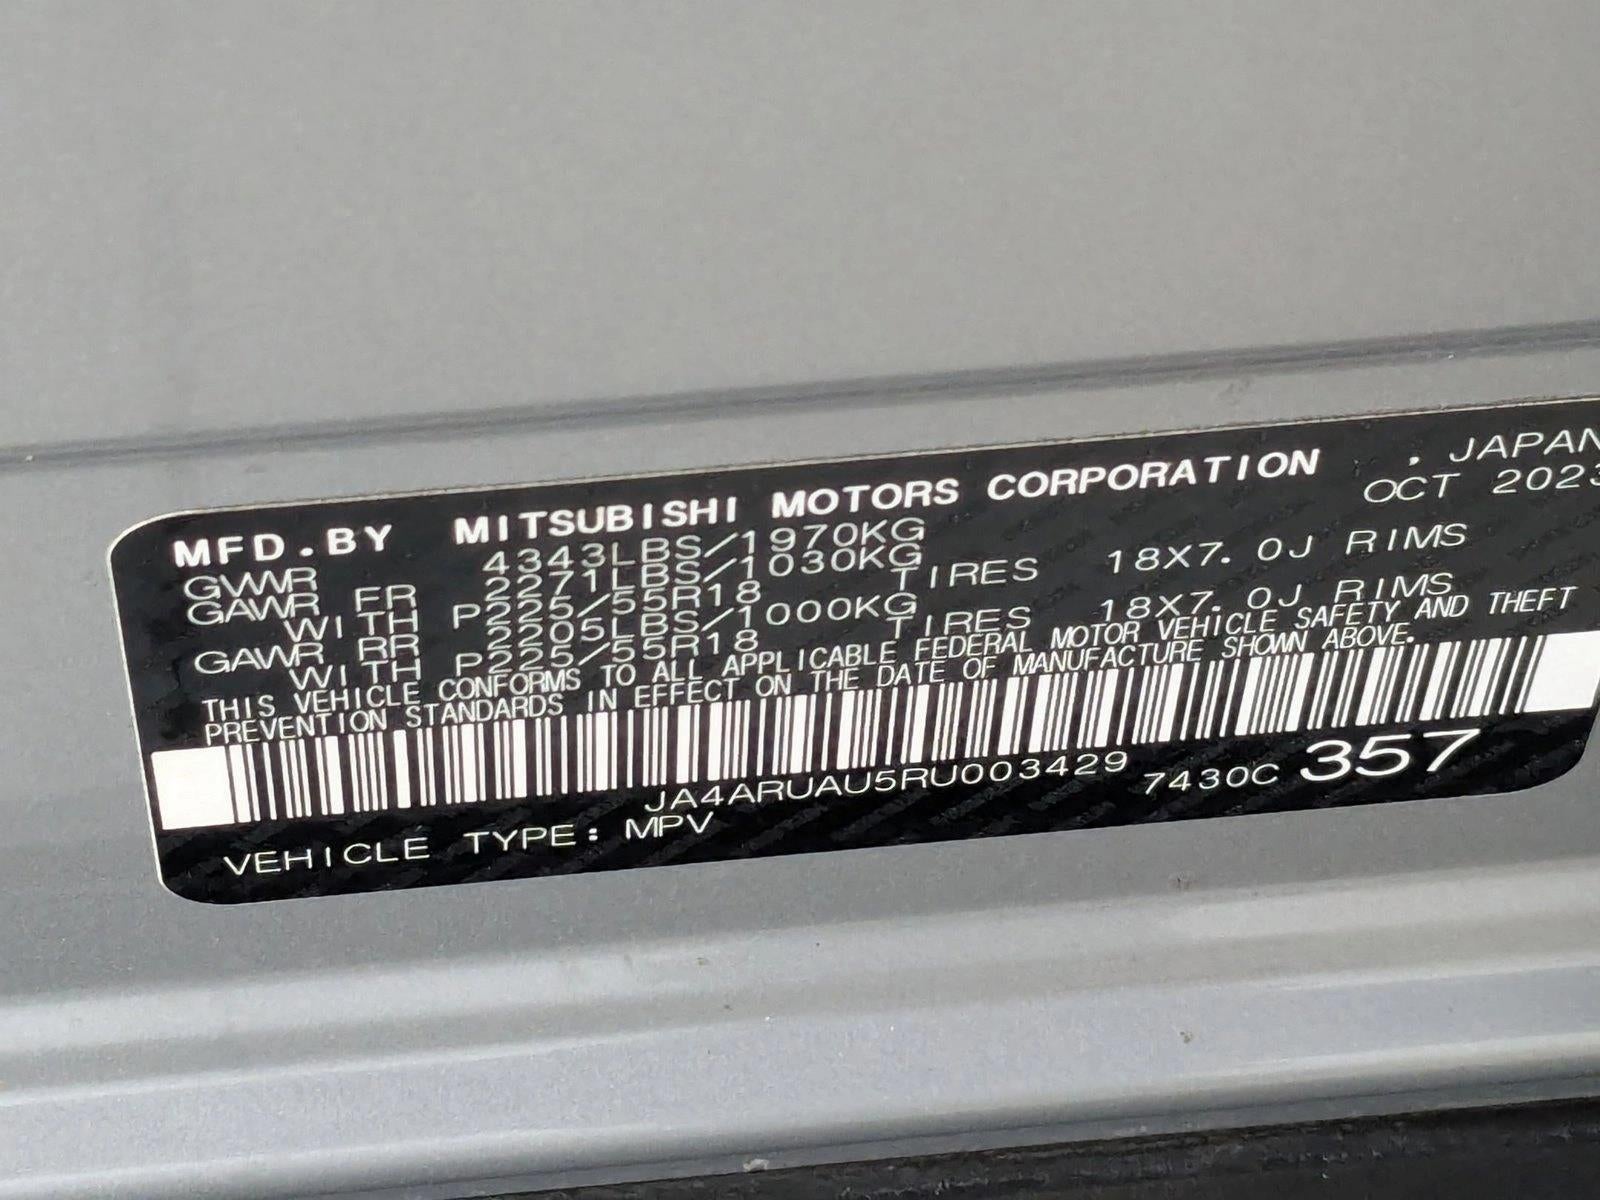 MFD.BY MITSUBISHI MOTORS CORPORATION . JAPAN
GVWR 4343LBS/1970KG OCT 2023
GAWR FR 2271LBS/1030KG
WITH P225/55R18 TIRES 18X7.0J RIMS
GAWR RR 2205LBS/1000KG
WITH P225/55R18 TIRES 18X7.0J RIMS
THIS VEHICLE CONFORMS TO ALL APPLICABLE FEDERAL MOTOR VEHICLE SAFETY AND THEFT
PREVENTION STANDARDS IN EFFECT ON THE DATE OF MANUFACTURE SHOWN ABOVE.
JA4ARUAU5RU003429 7430C 357
VEHICLE TYPE: MPV